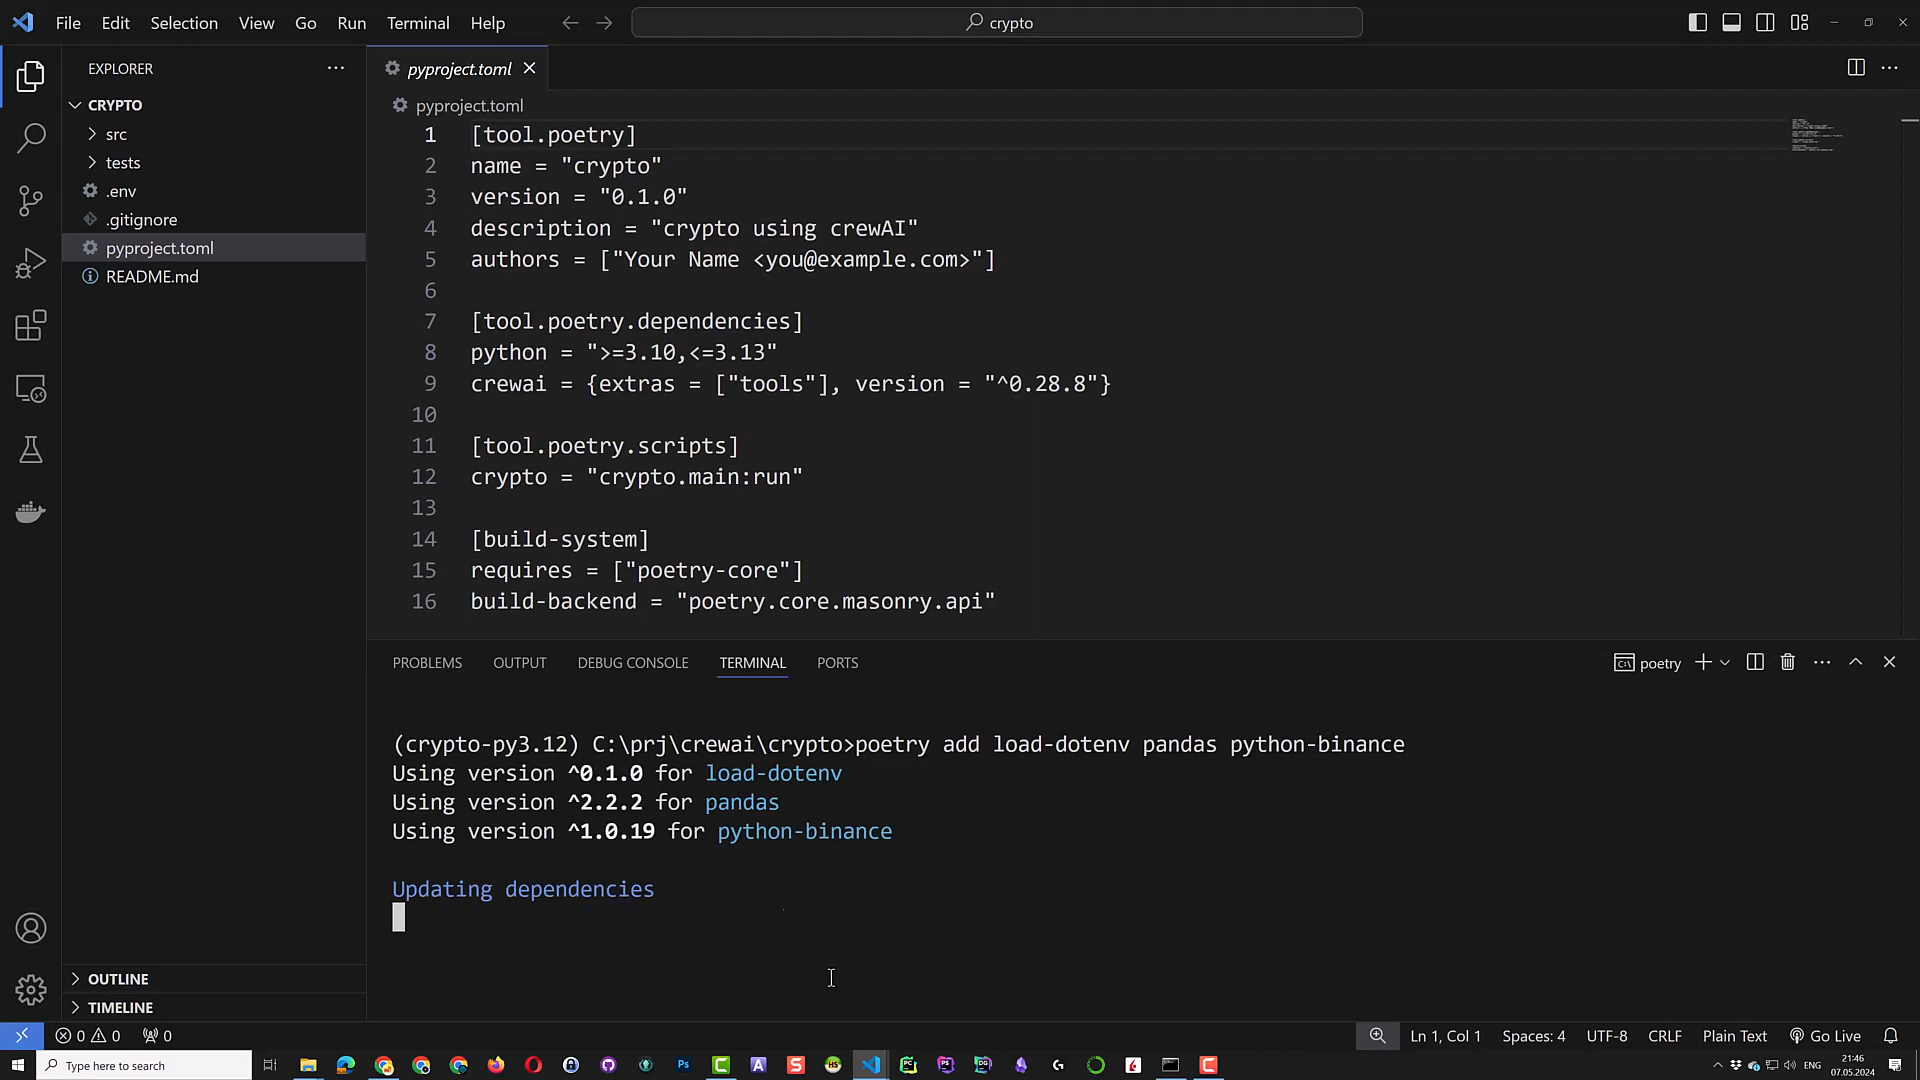 File Edit Selection View Go Run Terminal Help
crypto
EXPLORER
CRYPTO
src
tests
.env
.gitignore
pyproject.toml
README.md
OUTLINE
TIMELINE
pyproject.toml
pyproject.toml
1 [tool.poetry]
2 name = "crypto"
3 version = "0.1.0"
4 description = "crypto using crewAI"
5 authors = ["Your Name <you@example.com>"]
6
7 [tool.poetry.dependencies]
8 python = ">=3.10,<=3.13"
9 crewai = {extras = ["tools"], version = "^0.28.8"}
10
11 [tool.poetry.scripts]
12 crypto = "crypto.main:run"
13
14 [build-system]
15 requires = ["poetry-core"]
16 build-backend = "poetry.core.masonry.api"
PROBLEMS OUTPUT DEBUG CONSOLE TERMINAL PORTS
poetry
(crypto-py3.12) C:\prj\crewai\crypto>poetry add load-dotenv pandas python-binance
Using version ^0.1.0 for load-dotenv
Using version ^2.2.2 for pandas
Using version ^1.0.19 for python-binance
Updating dependencies
0 0 0
Ln 1, Col 1 Spaces: 4 UTF-8 CRLF Plain Text Go Live
Type here to search
Ps
A
S
HS
PC
PS
DG
ENG
21:46
07.05.2024